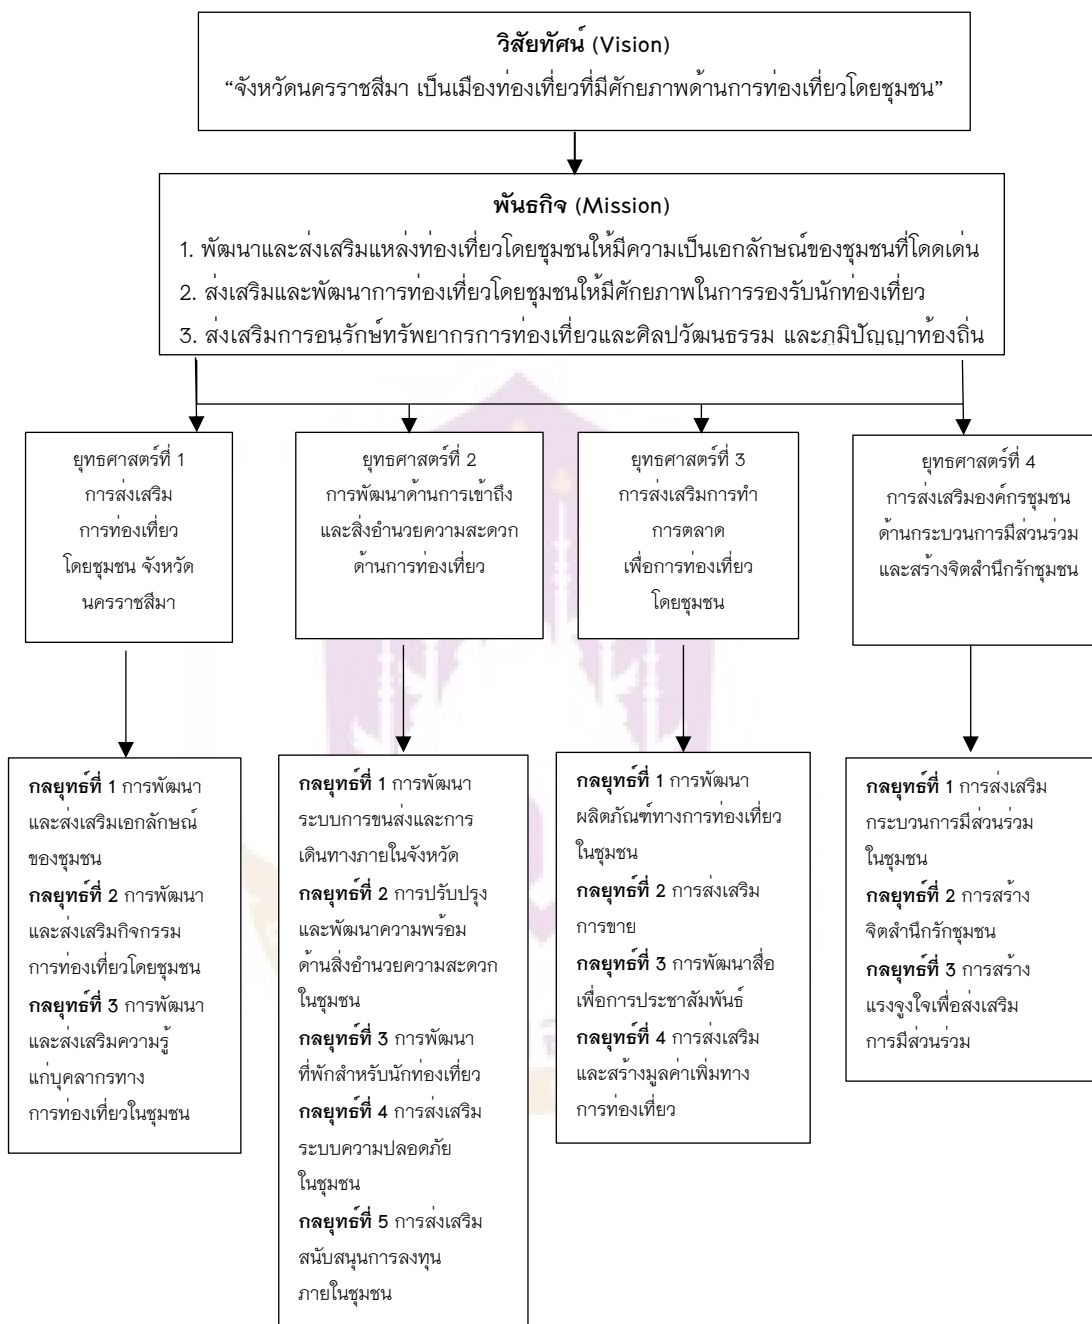 วิสัยทัศน์ (Vision)
“จังหวัดนครราชสีมา เป็นเมืองท่องเที่ยวที่มีศักยภาพด้านการท่องเที่ยวโดยชุมชน”
พันธกิจ (Mission)
1. พัฒนาและส่งเสริมแหล่งท่องเที่ยวโดยชุมชนให้มีความเป็นเอกลักษณ์ของชุมชนที่โดดเด่น
2. ส่งเสริมและพัฒนาการท่องเที่ยวโดยชุมชนให้มีศักยภาพในการรองรับนักท่องเที่ยว
3. ส่งเสริมการอนุรักษ์ทรัพยากรการท่องเที่ยวและศิลปวัฒนธรรม และภูมิปัญญาท้องถิ่น
ยุทธศาสตร์ที่ 1
การส่งเสริม
การท่องเที่ยว
โดยชุมชน จังหวัด
นครราชสีมา
ยุทธศาสตร์ที่ 2
การพัฒนาด้านการเข้าถึง
และสิ่งอำนวยความสะดวก
ด้านการท่องเที่ยว
ยุทธศาสตร์ที่ 3
การส่งเสริมการทำ
การตลาด
เพื่อการท่องเที่ยว
โดยชุมชน
ยุทธศาสตร์ที่ 4
การส่งเสริมองค์กรชุมชน
ด้านกระบวนการมีส่วนร่วม
และสร้างจิตสำนึกรักชุมชน
กลยุทธ์ที่ 1 การพัฒนา
และส่งเสริมเอกลักษณ์
ของชุมชน
กลยุทธ์ที่ 2 การพัฒนา
และส่งเสริมกิจกรรม
การท่องเที่ยวโดยชุมชน
กลยุทธ์ที่ 3 การพัฒนา
และส่งเสริมความรู้
แก่บุคลากรทาง
การท่องเที่ยวในชุมชน
กลยุทธ์ที่ 1 การพัฒนา
ระบบการขนส่งและการ
เดินทางภายในจังหวัด
กลยุทธ์ที่ 2 การปรับปรุง
และพัฒนาความพร้อม
ด้านสิ่งอำนวยความสะดวก
ในชุมชน
กลยุทธ์ที่ 3 การพัฒนา
ที่พักสำหรับนักท่องเที่ยว
กลยุทธ์ที่ 4 การส่งเสริม
ระบบความปลอดภัย
ในชุมชน
กลยุทธ์ที่ 5 การส่งเสริม
สนับสนุนการลงทุน
ภายในชุมชน
กลยุทธ์ที่ 1 การพัฒนา
ผลิตภัณฑ์ทางการท่องเที่ยว
ในชุมชน
กลยุทธ์ที่ 2 การส่งเสริม
การขาย
กลยุทธ์ที่ 3 การพัฒนาสื่อ
เพื่อการประชาสัมพันธ์
กลยุทธ์ที่ 4 การส่งเสริม
และสร้างมูลค่าเพิ่มทาง
การท่องเที่ยว
กลยุทธ์ที่ 1 การส่งเสริม
กระบวนการมีส่วนร่วม
ในชุมชน
กลยุทธ์ที่ 2 การสร้าง
จิตสำนึกรักชุมชน
กลยุทธ์ที่ 3 การสร้าง
แรงจูงใจเพื่อส่งเสริม
การมีส่วนร่วม